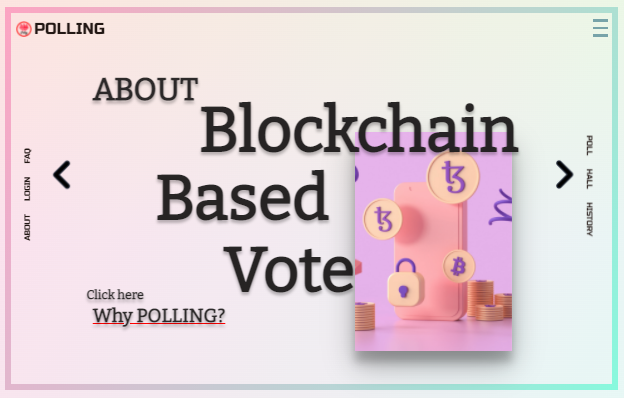 POLLING
ABOUT
Blockchain
Based
Vote
Click here
Why POLLING?
FAQ
LOGIN
ABOUT
POLL
HALL
HISTORY